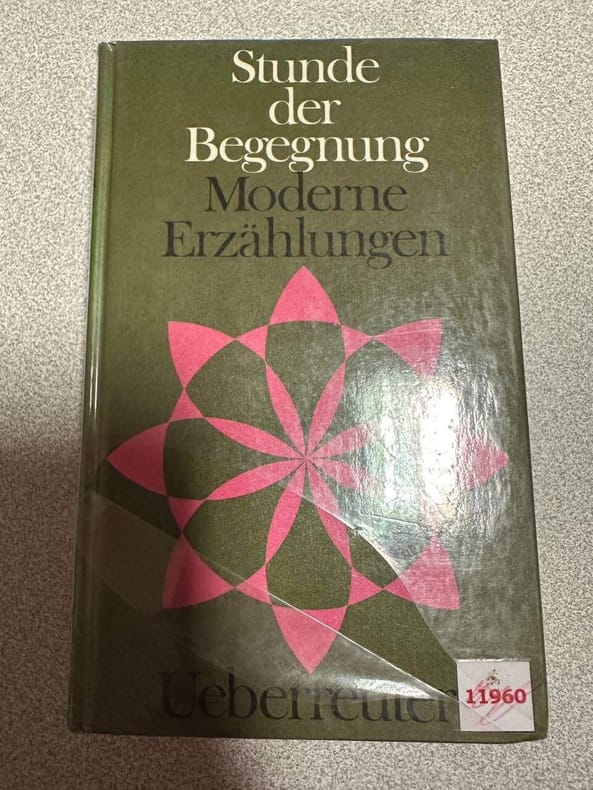 Stunde
der
Begegnung
Moderne
Erzählungen
Ueberreuter
11960